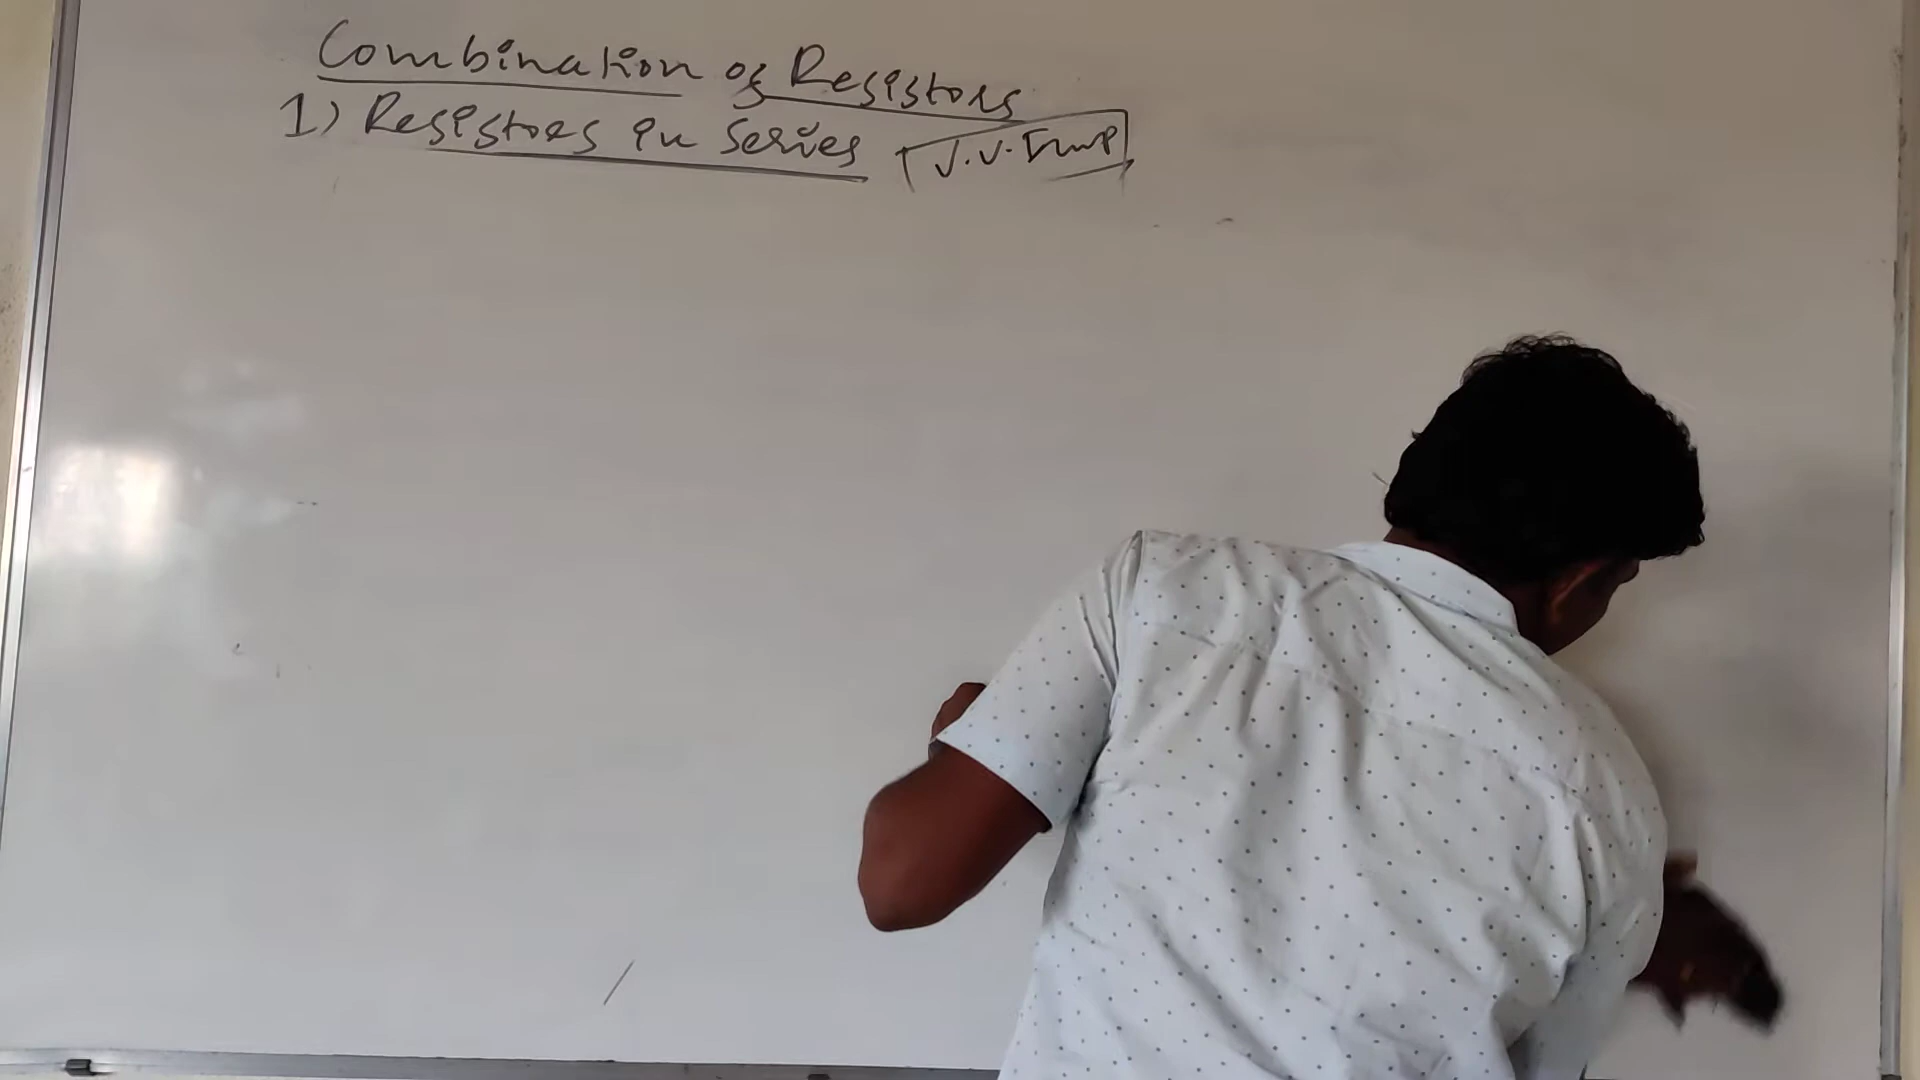 Combination of Resistors
1) Resistors in series V.V. Imp